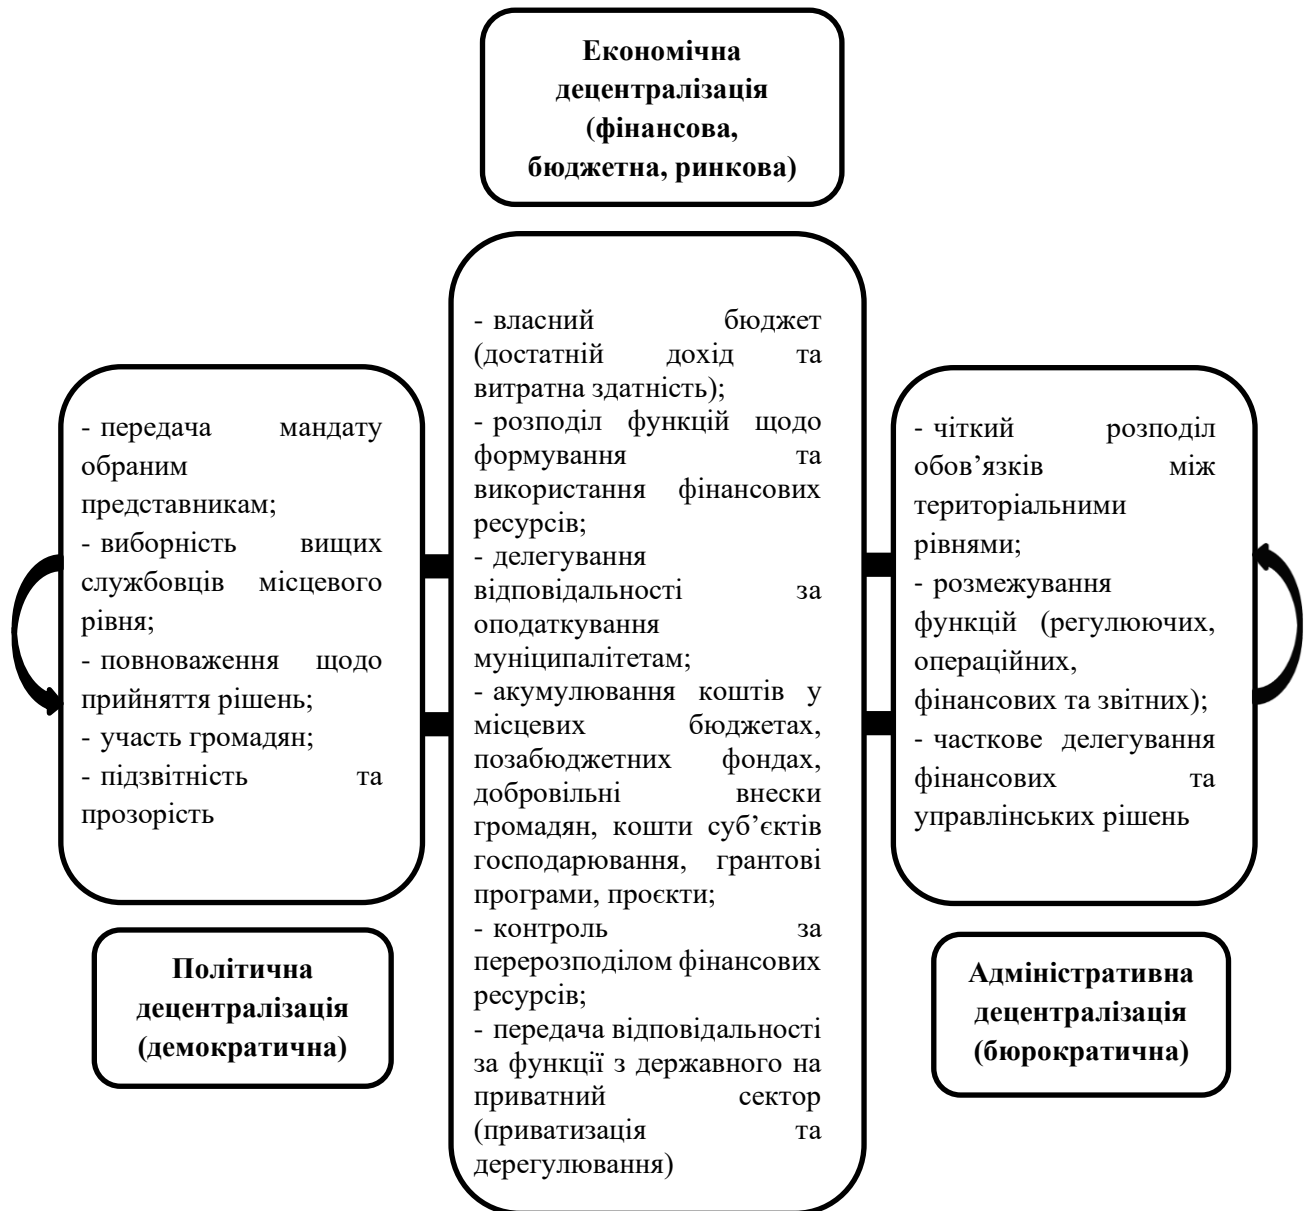 Економічна
децентралізація
(фінансова,
бюджетна, ринкова)
- передача мандату
обраним
представникам;
- виборність вищих
службовців місцевого
рівня;
- повноваження щодо
прийняття рішень;
- участь громадян;
- підзвітність та
прозорість
Політична
децентралізація
(демократична)
- власний бюджет
(достатній дохід та
витратна здатність);
- розподіл функцій щодо
формування та
використання фінансових
ресурсів;
- делегування
відповідальності за
оподаткування
муніципалітетам;
- акумулювання коштів у
місцевих бюджетах,
позабюджетних фондах,
добровільні внески
громадян, кошти суб’єктів
господарювання, грантові
програми, проєкти;
- контроль за
перерозподілом фінансових
ресурсів;
- передача відповідальності
за функції з державного на
приватний сектор
(приватизація та
дерегулювання)
- чіткий розподіл
обов’язків між
територіальними
рівнями;
- розмежування
функцій (регулюючих,
операційних,
фінансових та звітних);
- часткове делегування
фінансових та
управлінських рішень
Адміністративна
децентралізація
(бюрократична)